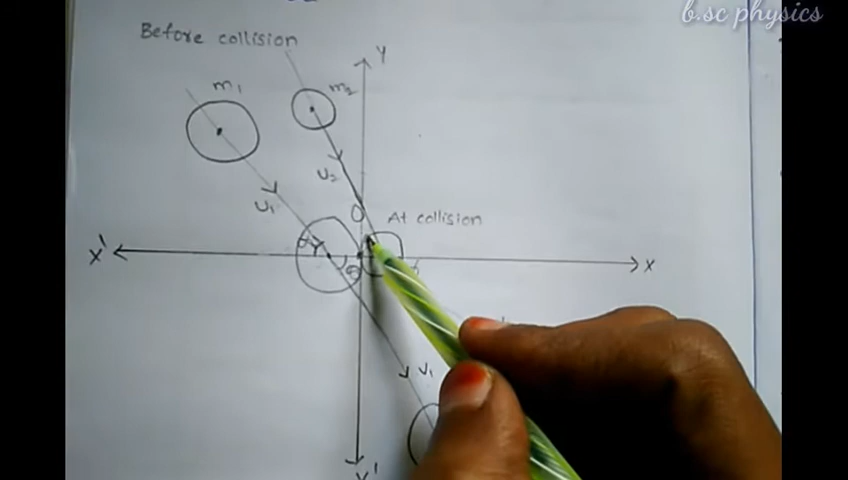 b.sc physics
Before collision
Y
m1
m2
U2
U1
O
At collision
X'
X
V1